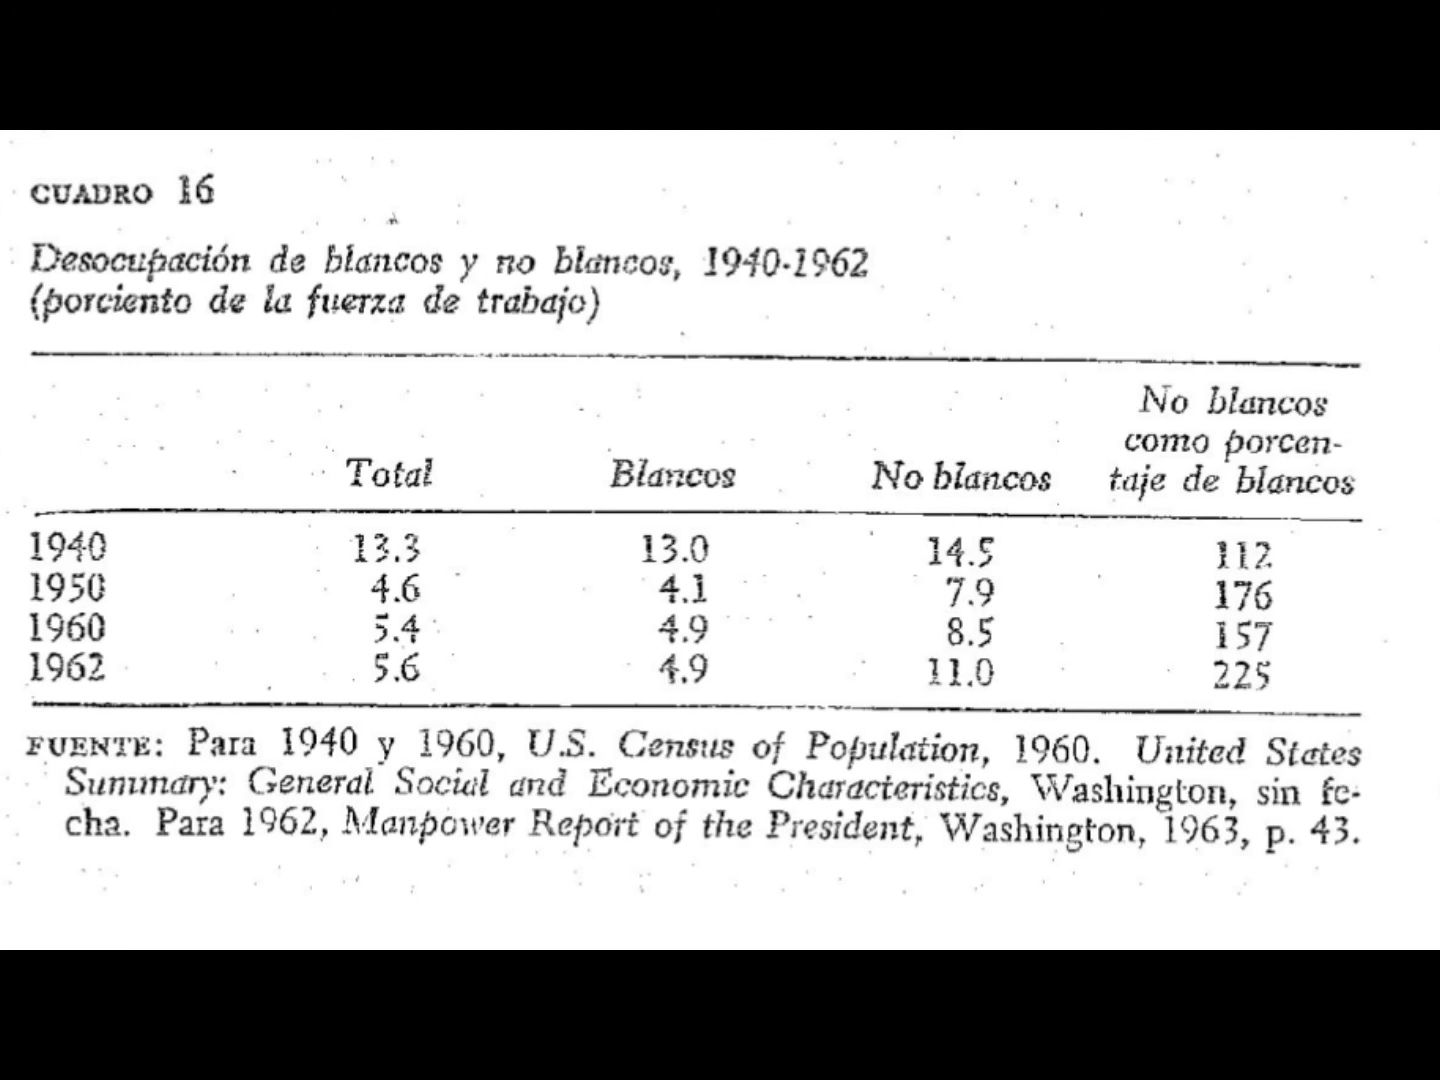 CUADRO 16
Desocupación de blancos y no blancos, 1940-1962
(porciento de la fuerza de trabajo)
No blancos
como porcen-
Total Blancos No blancos taje de blancos
1940 13.3 13.0 14.5 112
1950 4.6 4.1 7.9 176
1960 5.4 4.9 8.5 157
1962 5.6 4.9 11.0 225
FUENTE: Para 1940 y 1960, U.S. Census of Population, 1960. United States
Summary: General Social and Economic Characteristics, Washington, sin fe-
cha. Para 1962, Manpower Report of the President, Washington, 1963, p. 43.